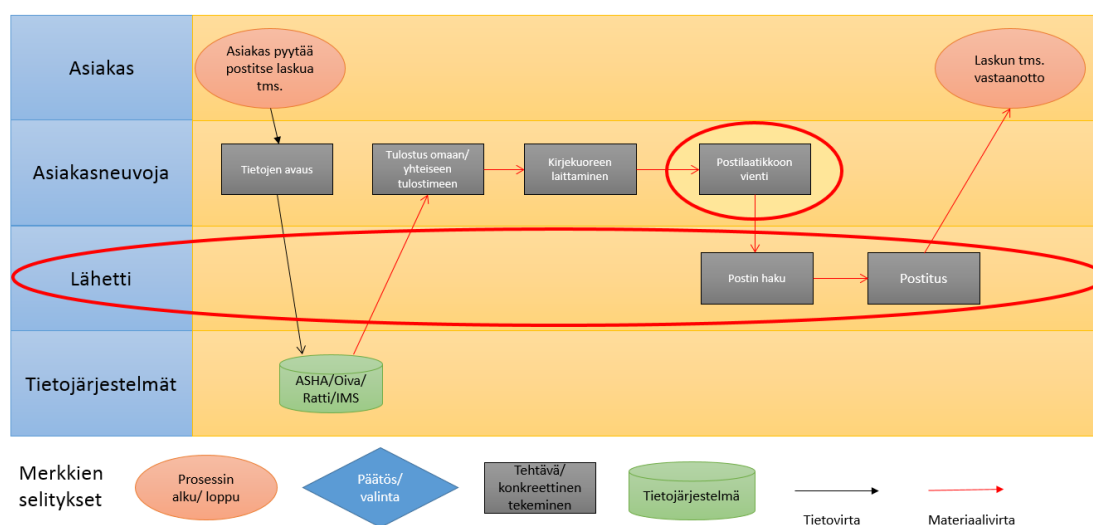 Asiakas
Asiakas pyytää
postitse laskua
tms.
Laskun tms.
vastaanotto
Asiakasneuvoja
Tietojen avaus
Tulostus omaan/
yhteiseen
tulostimeen
Kirjekuoreen
laittaminen
Postilaatikkoon
vienti
Lähetti
Postin haku
Postitus
Tietojärjestelmät
ASHA/Oiva/
Ratti/IMS
Merkkien
selitykset
Prosessin
alku/ loppu
Päätös/
valinta
Tehtävä/
konkreettinen
tekeminen
Tietojärjestelmä
Tietovirta
Materiaalivirta